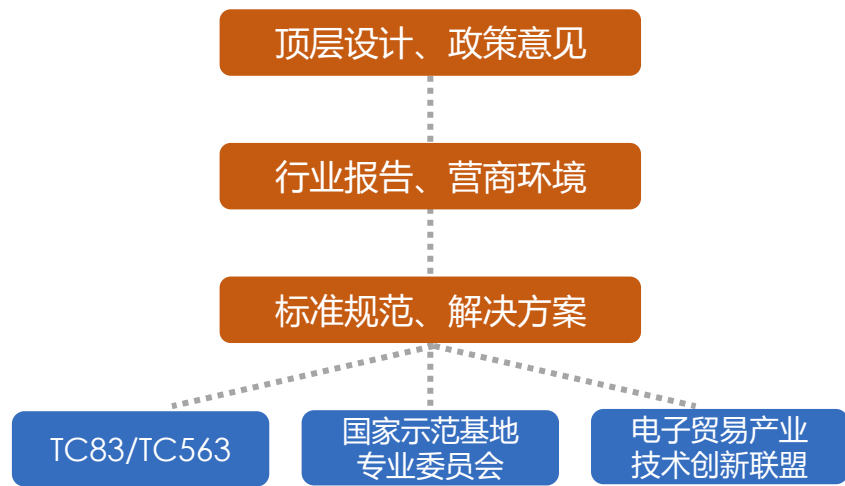 顶层设计、政策意见
行业报告、营商环境
标准规范、解决方案
TC83/TC563
国家示范基地
专业委员会
电子贸易产业
技术创新联盟